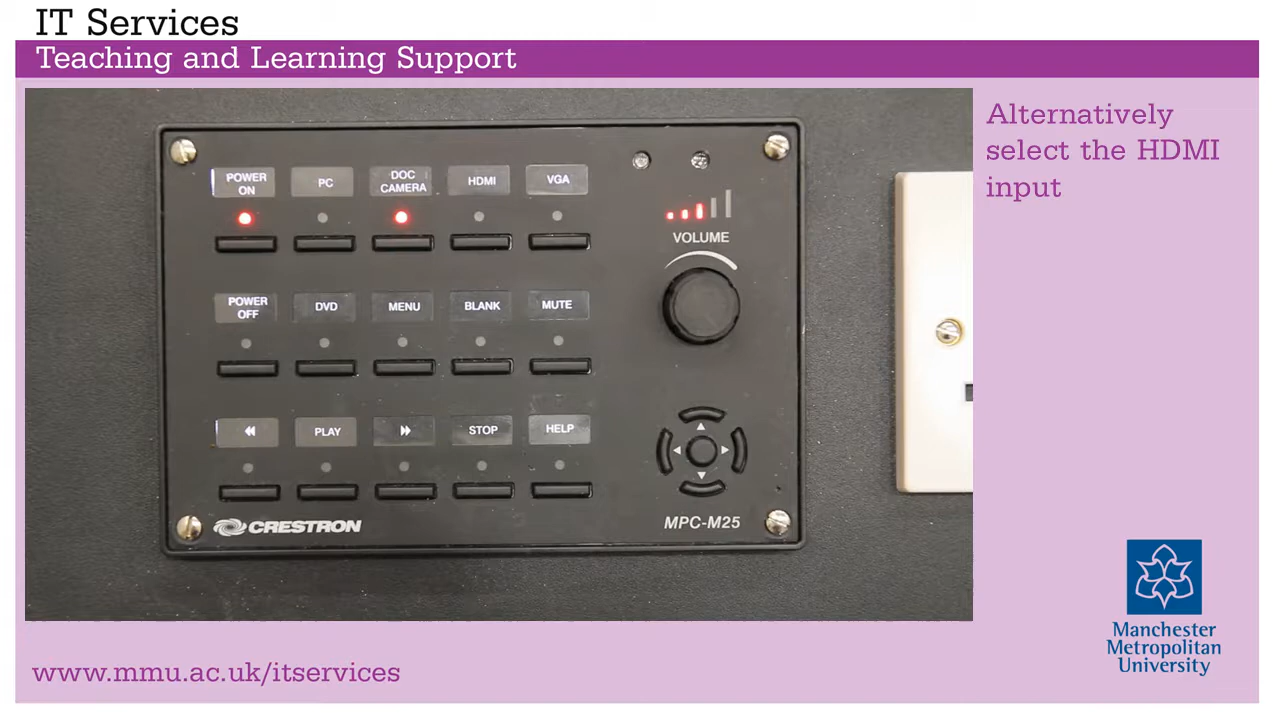 IT Services
Teaching and Learning Support
Alternatively
select the HDMI
input
POWER
ON
PC
DOC
CAMERA
HDMI
VGA
VOLUME
POWER
OFF
DVD
MENU
BLANK
MUTE
PLAY
STOP
HELP
CRESTRON
MPC-M25
Manchester
Metropolitan
University
www.mmu.ac.uk/itservices